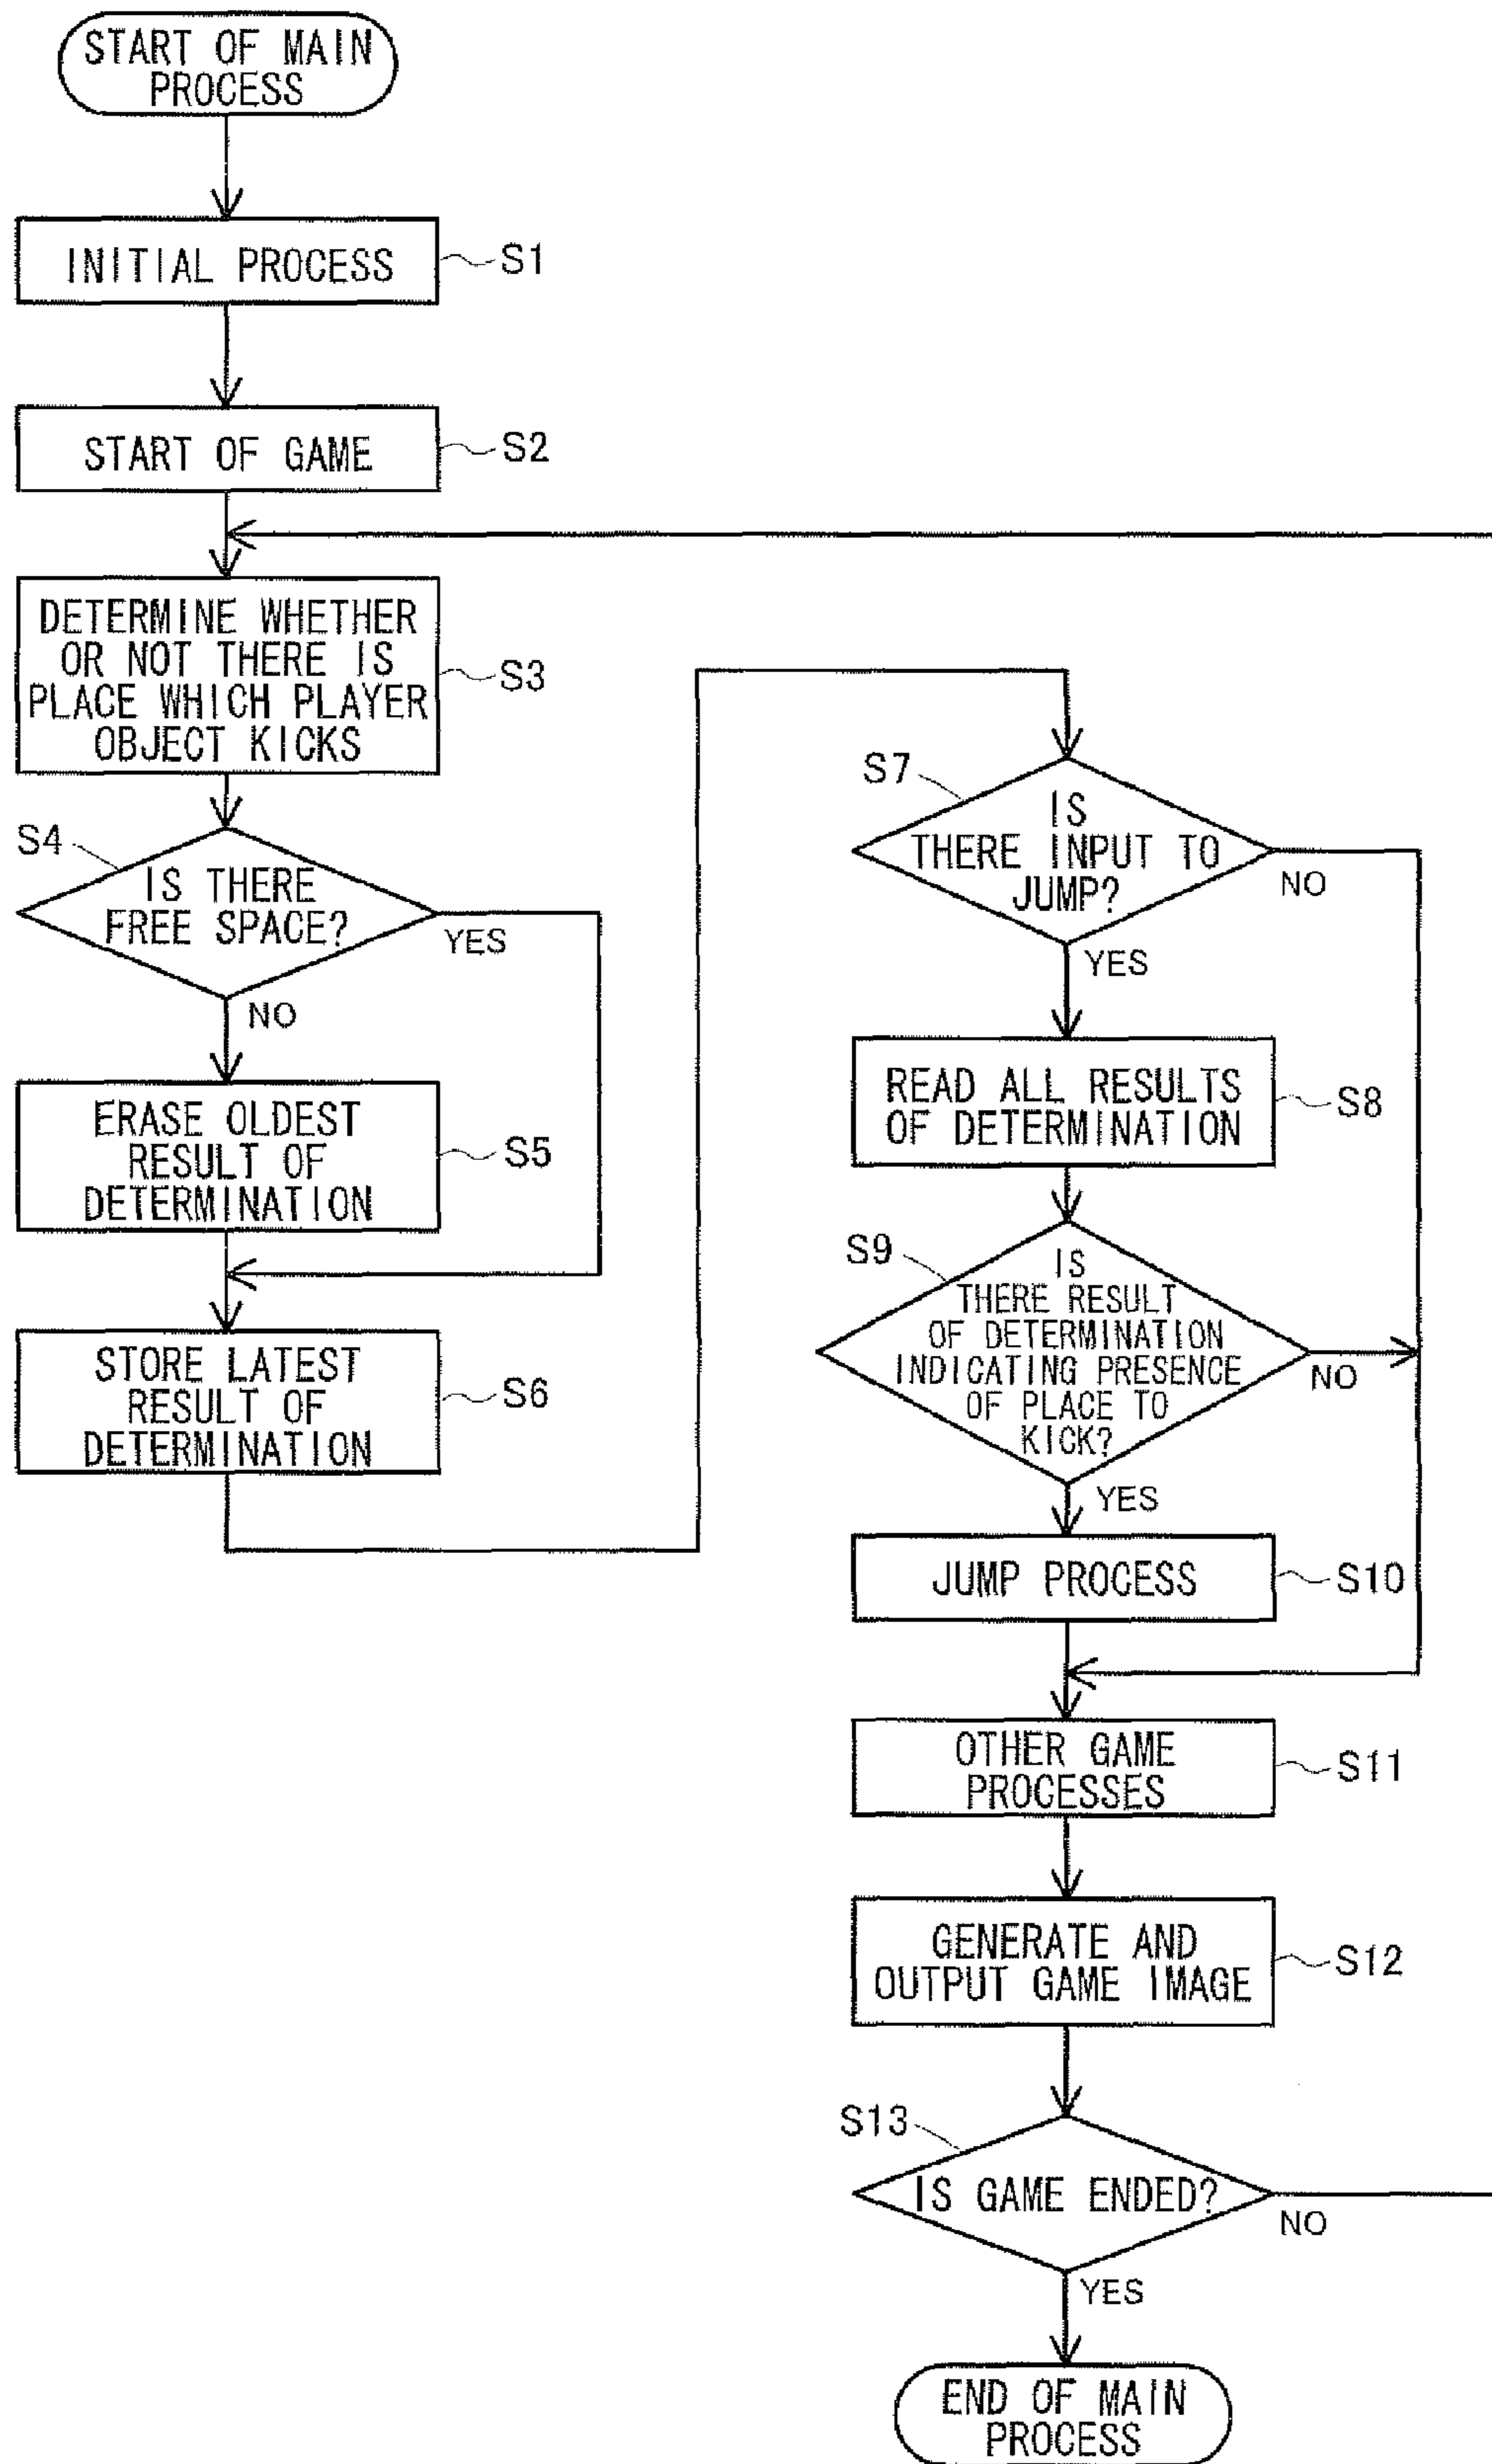 START OF MAIN
PROCESS
INITIAL PROCESS
S1
START OF GAME
S2
DETERMINE WHETHER
OR NOT THERE IS
PLACE WHICH PLAYER
OBJECT KICKS
S3
S4
IS THERE
FREE SPACE?
YES
NO
ERASE OLDEST
RESULT OF
DETERMINATION
S5
STORE LATEST
RESULT OF
DETERMINATION
S6
S7
IS
THERE INPUT TO
JUMP?
NO
YES
READ ALL RESULTS
OF DETERMINATION
S8
S9
IS
THERE RESULT
OF DETERMINATION
INDICATING PRESENCE
OF PLACE TO
KICK?
NO
YES
JUMP PROCESS
S10
OTHER GAME
PROCESSES
S11
GENERATE AND
OUTPUT GAME IMAGE
S12
S13
IS GAME ENDED?
NO
YES
END OF MAIN
PROCESS